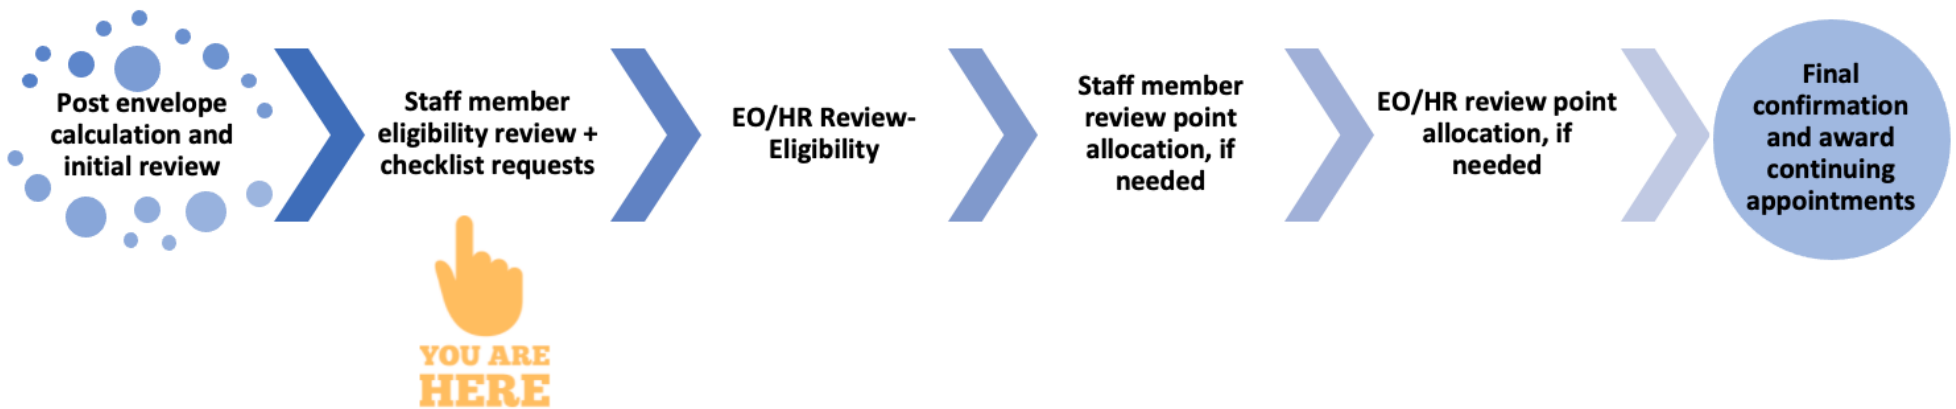 Post envelope
calculation and
initial review
Staff member
eligibility review +
checklist requests
EO/HR Review-
Eligibility
Staff member
review point
allocation, if
needed
EO/HR review point
allocation, if
needed
Final
confirmation
and award
continuing
appointments
YOU ARE
HERE